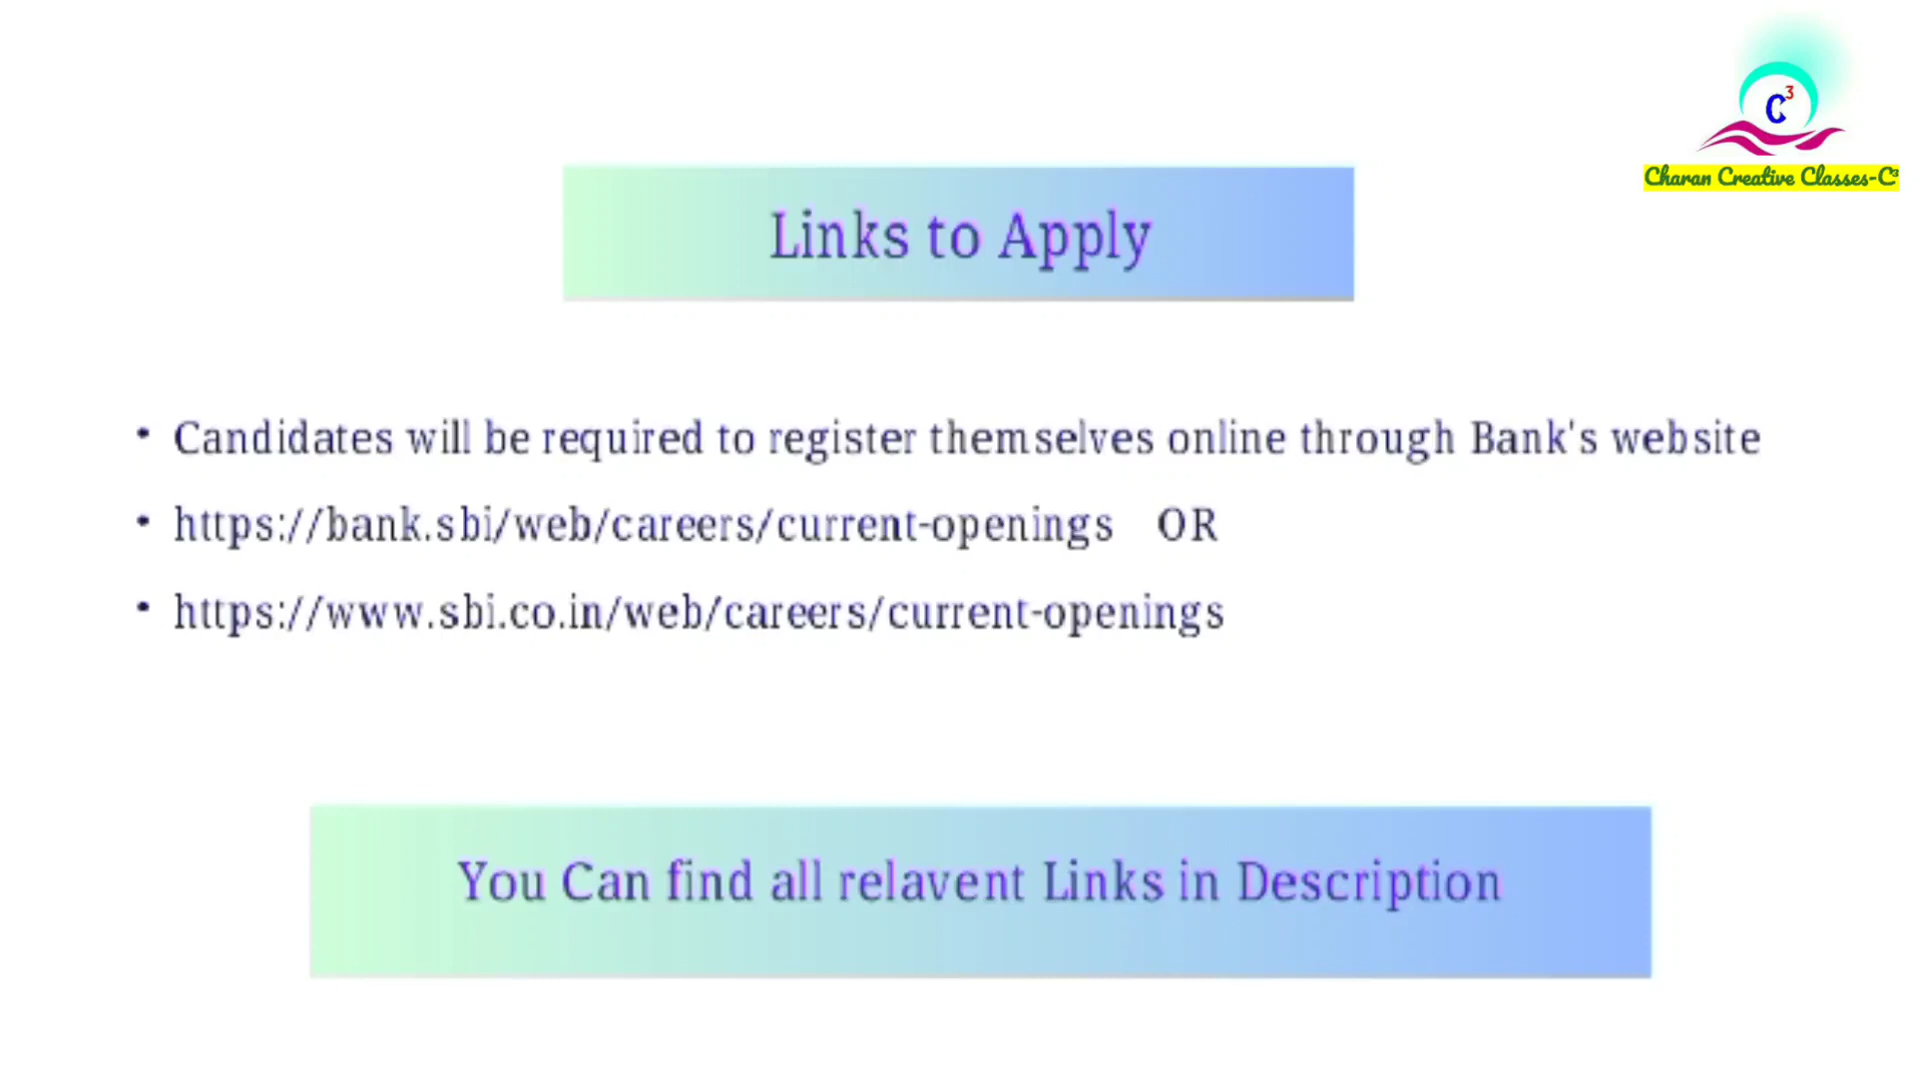 C³
Charan Creative Classes-C³
Links to Apply
• Candidates will be required to register themselves online through Bank's website
• https://bank.sbi/web/careers/current-openings OR
• https://www.sbi.co.in/web/careers/current-openings
You Can find all relavent Links in Description